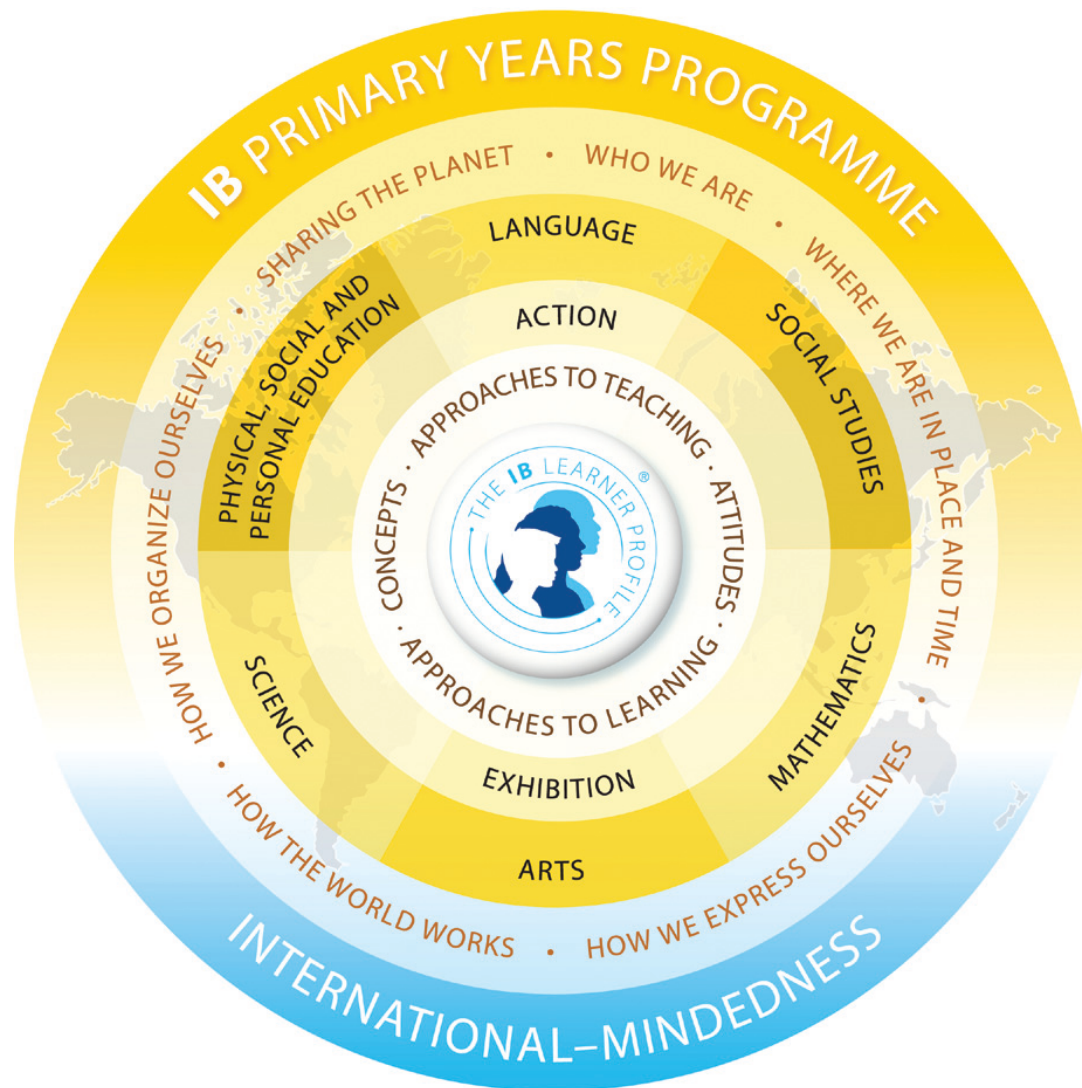 IB PRIMARY YEARS PROGRAMME
SHARING THE PLANET • WHO WE ARE • WHERE WE ARE IN PLACE AND TIME • HOW WE EXPRESS OURSELVES • HOW THE WORLD WORKS • HOW WE ORGANIZE OURSELVES •
LANGUAGE
SOCIAL STUDIES
MATHEMATICS
ARTS
SCIENCE
PHYSICAL, SOCIAL AND
PERSONAL EDUCATION
ACTION
EXHIBITION
APPROACHES TO TEACHING · ATTITUDES · APPROACHES TO LEARNING · CONCEPTS ·
• THE IB LEARNER PROFILE ® •
INTERNATIONAL–MINDEDNESS